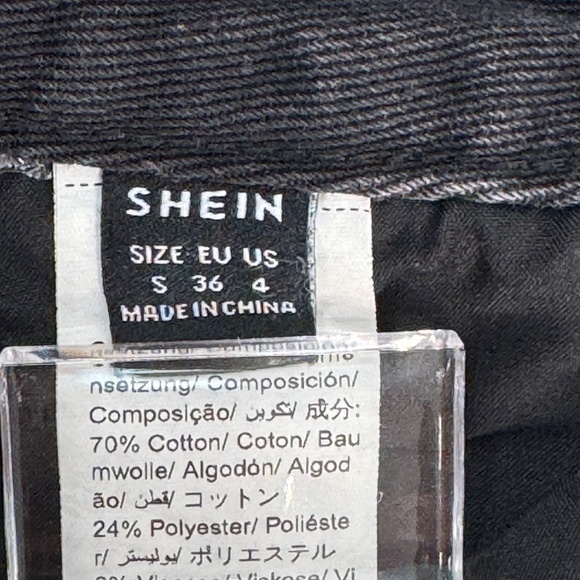 SHEIN
SIZE EU US
S 36 4
MADE IN CHINA
nsetzung/ Composición/
Composição/ تكوين/ 成分:
70% Cotton/ Coton/ Bau
mwolle/ Algodón/ Algod
ão/ قطن/ コットン
24% Polyester/ Poliéste
r/ بوليستر/ ポリエステル